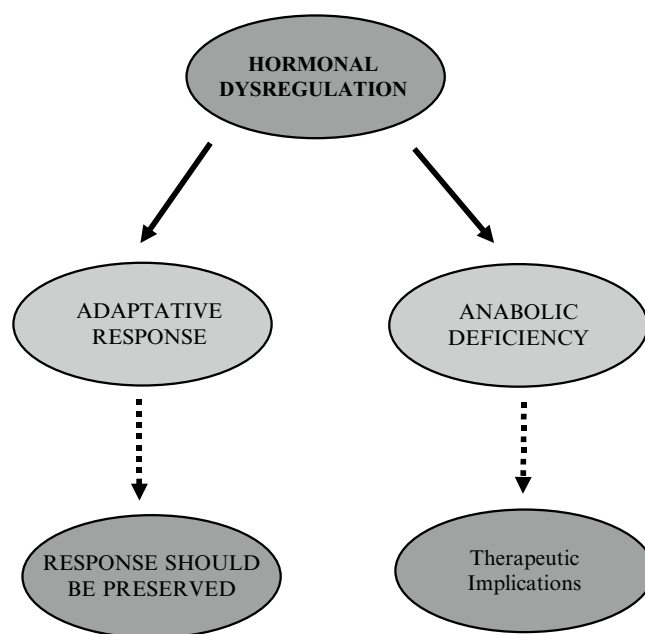 HORMONAL
DYSREGULATION
ADAPTATIVE
RESPONSE
ANABOLIC
DEFICIENCY
RESPONSE SHOULD
BE PRESERVED
Therapeutic
Implications